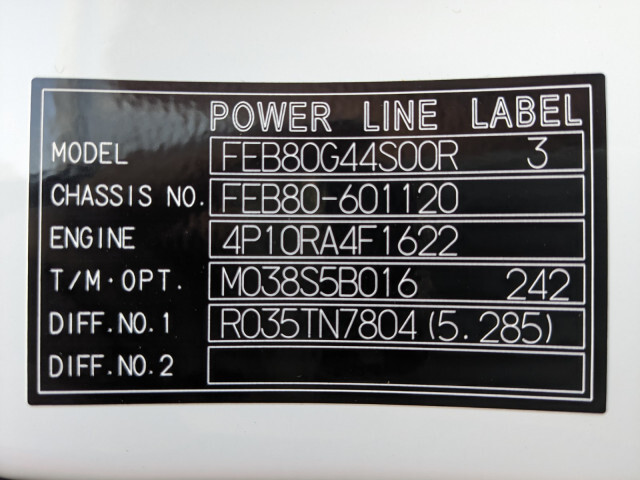 POWER LINE LABEL
MODEL FEB80G44S00R 3
CHASSIS NO. FEB80-601120
ENGINE 4P10RA4F1622
T/M·OPT. M038S5B016 242
DIFF.NO.1 R035TN7804(5.285)
DIFF.NO.2